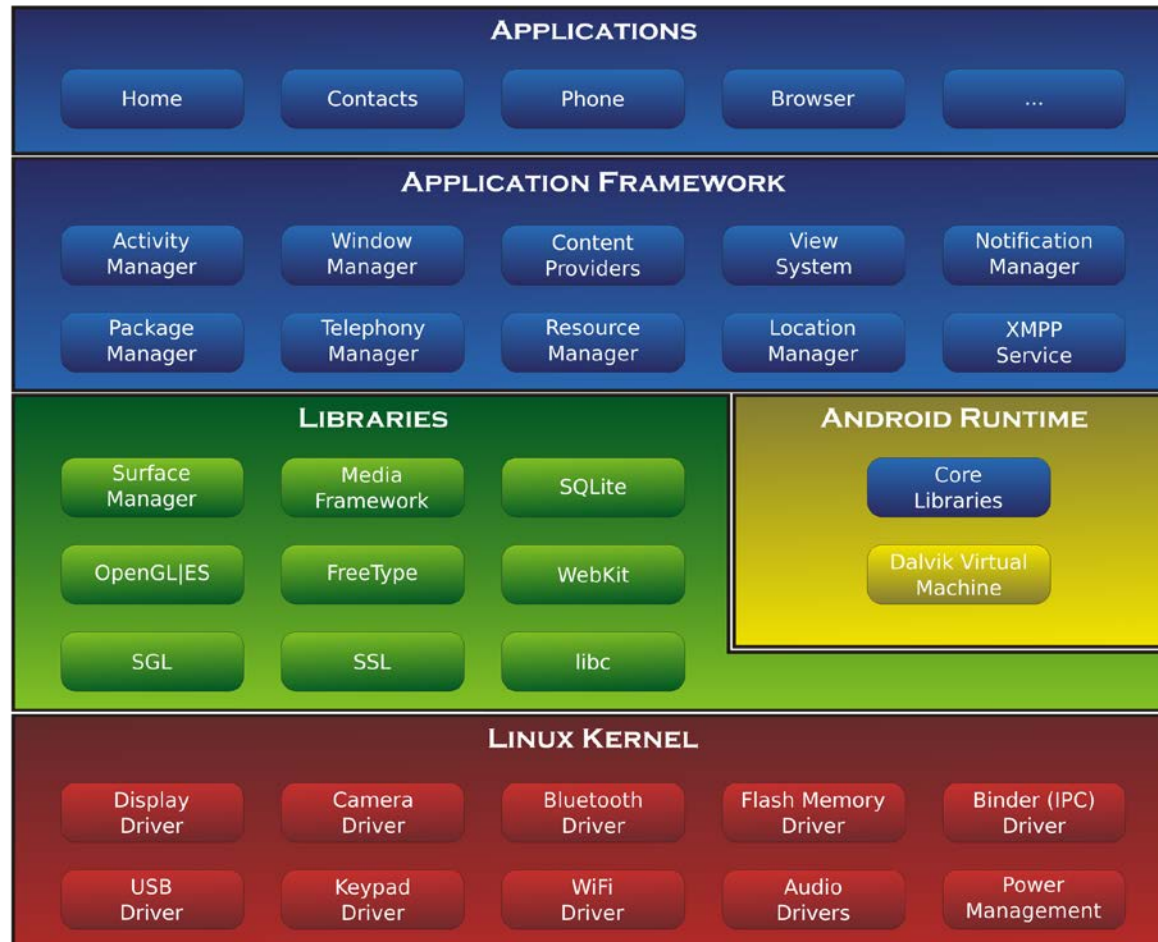 APPLICATIONS
Home
Contacts
Phone
Browser
...
APPLICATION FRAMEWORK
Activity
Manager
Window
Manager
Content
Providers
View
System
Notification
Manager
Package
Manager
Telephony
Manager
Resource
Manager
Location
Manager
XMPP
Service
LIBRARIES
Surface
Manager
Media
Framework
SQLite
OpenGL|ES
FreeType
WebKit
SGL
SSL
libc
ANDROID RUNTIME
Core
Libraries
Dalvik Virtual
Machine
LINUX KERNEL
Display
Driver
Camera
Driver
Bluetooth
Driver
Flash Memory
Driver
Binder (IPC)
Driver
USB
Driver
Keypad
Driver
WiFi
Driver
Audio
Drivers
Power
Management